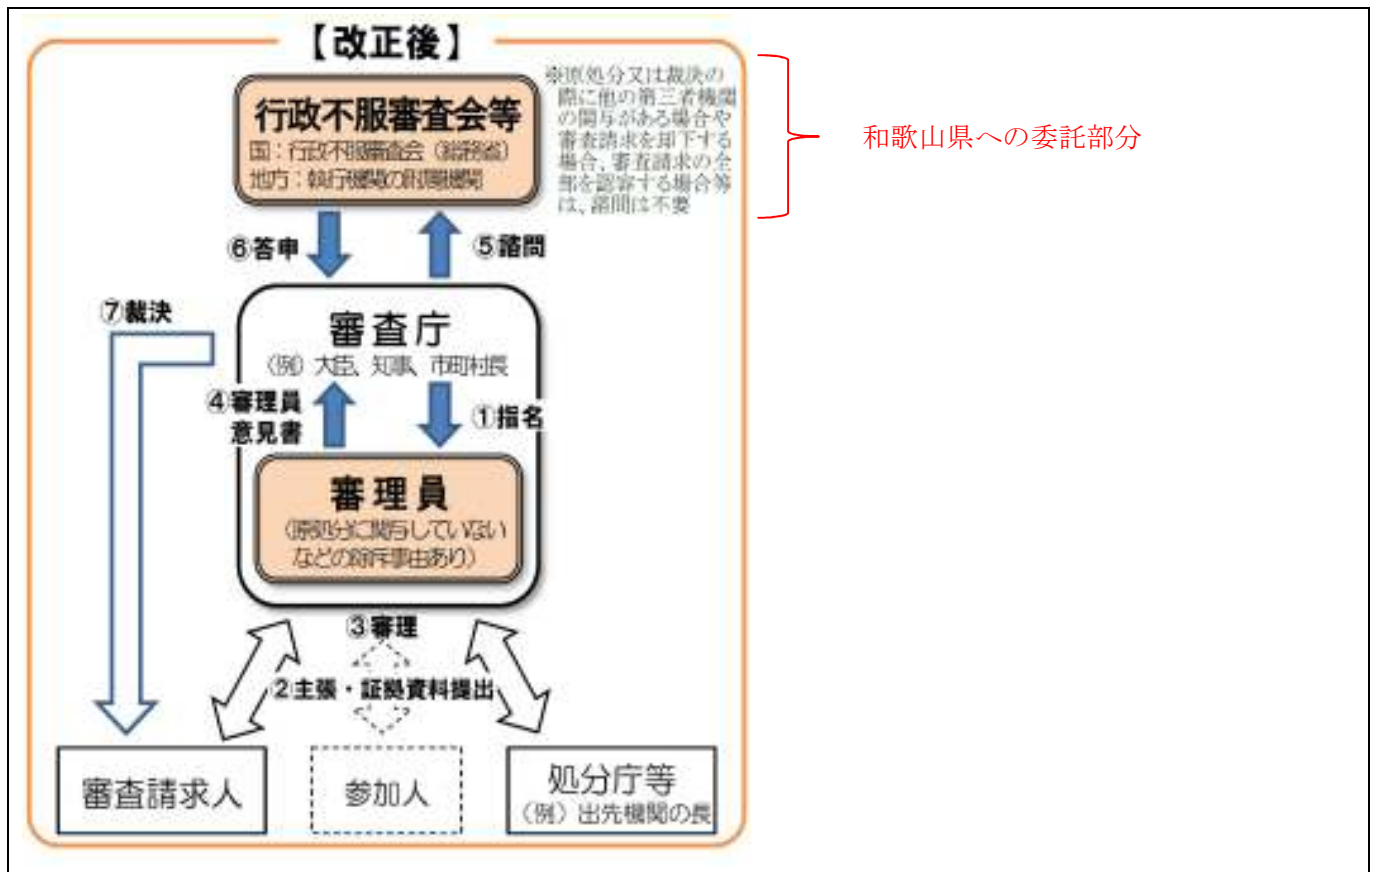 【改正後】
行政不服審査会等
国：行政不服審査会（総務省）
地方：執行機関の附属機関
※原処分又は裁決の
際に他の第三者機関
の関与がある場合や
審査請求を却下する
場合、審査請求の全
部を認容する場合等
は、諮問は不要
和歌山県への委託部分
⑥答申
⑤諮問
⑦裁決
審査庁
（例）大臣、知事、市町村長
④審理員
意見書
①指名
審理員
（原処分に関与していない
などの除斥事由あり）
③審理
②主張・証拠資料提出
審査請求人
参加人
処分庁等
（例）出先機関の長